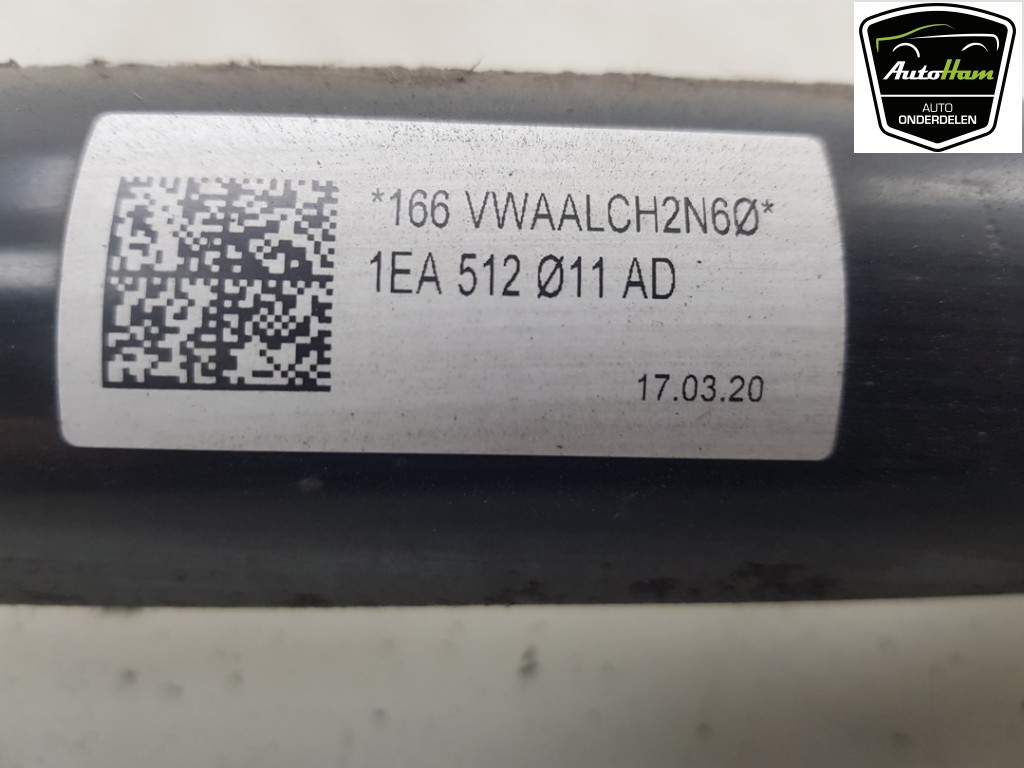 *166 VWAALCH2N6Ø*
1EA 512 Ø11 AD
17.03.20
AutoHam
AUTO
ONDERDELEN